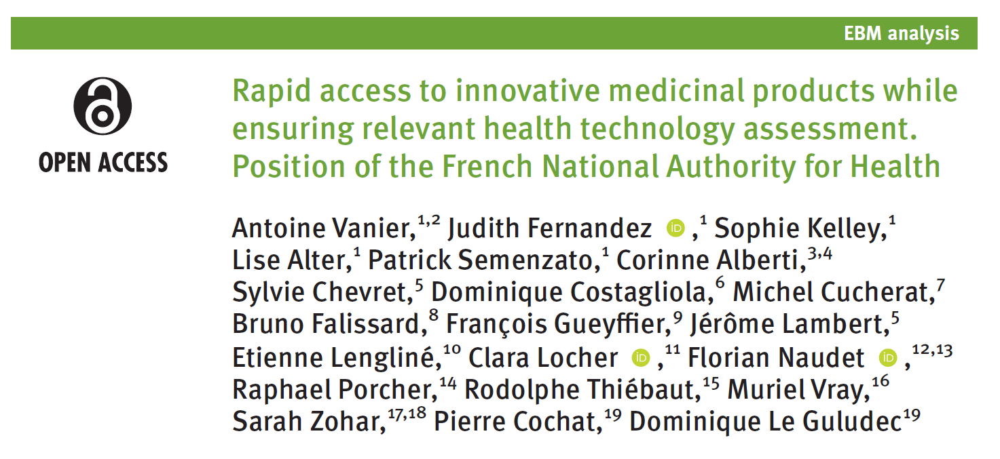 EBM analysis
OPEN ACCESS
Rapid access to innovative medicinal products while
ensuring relevant health technology assessment.
Position of the French National Authority for Health
Antoine Vanier,1,2 Judith Fernandez iD ,1 Sophie Kelley,1
Lise Alter,1 Patrick Semenzato,1 Corinne Alberti,3,4
Sylvie Chevret,5 Dominique Costagliola,6 Michel Cucherat,7
Bruno Falissard,8 François Gueyffier,9 Jérôme Lambert,5
Etienne Lengliné,10 Clara Locher iD ,11 Florian Naudet iD ,12,13
Raphael Porcher,14 Rodolphe Thiébaut,15 Muriel Vray,16
Sarah Zohar,17,18 Pierre Cochat,19 Dominique Le Guludec19